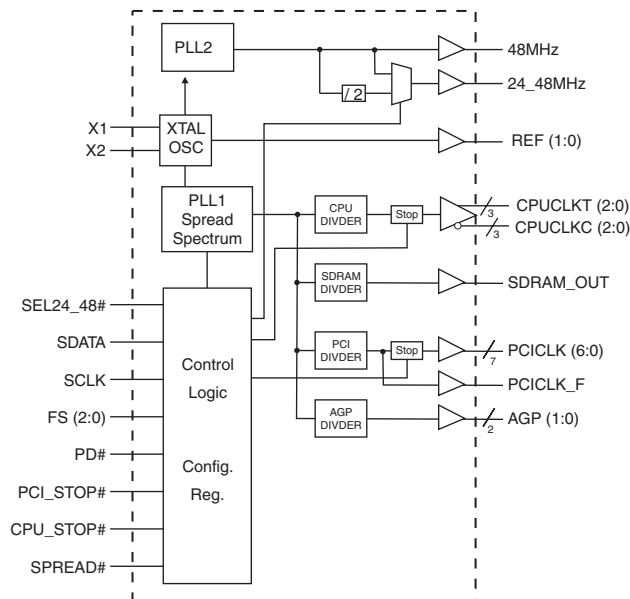 PLL2
48MHz
/ 2
24_48MHz
X1
X2
XTAL
OSC
REF (1:0)
PLL1
Spread
Spectrum
CPU
DIVDER
Stop
3
CPUCLKT (2:0)
3
CPUCLKC (2:0)
SDRAM
DIVDER
SDRAM_OUT
PCI
DIVDER
Stop
7
PCICLK (6:0)
PCICLK_F
AGP
DIVDER
2
AGP (1:0)
SEL24_48#
SDATA
SCLK
FS (2:0)
PD#
PCI_STOP#
CPU_STOP#
SPREAD#
Control
Logic
Config.
Reg.